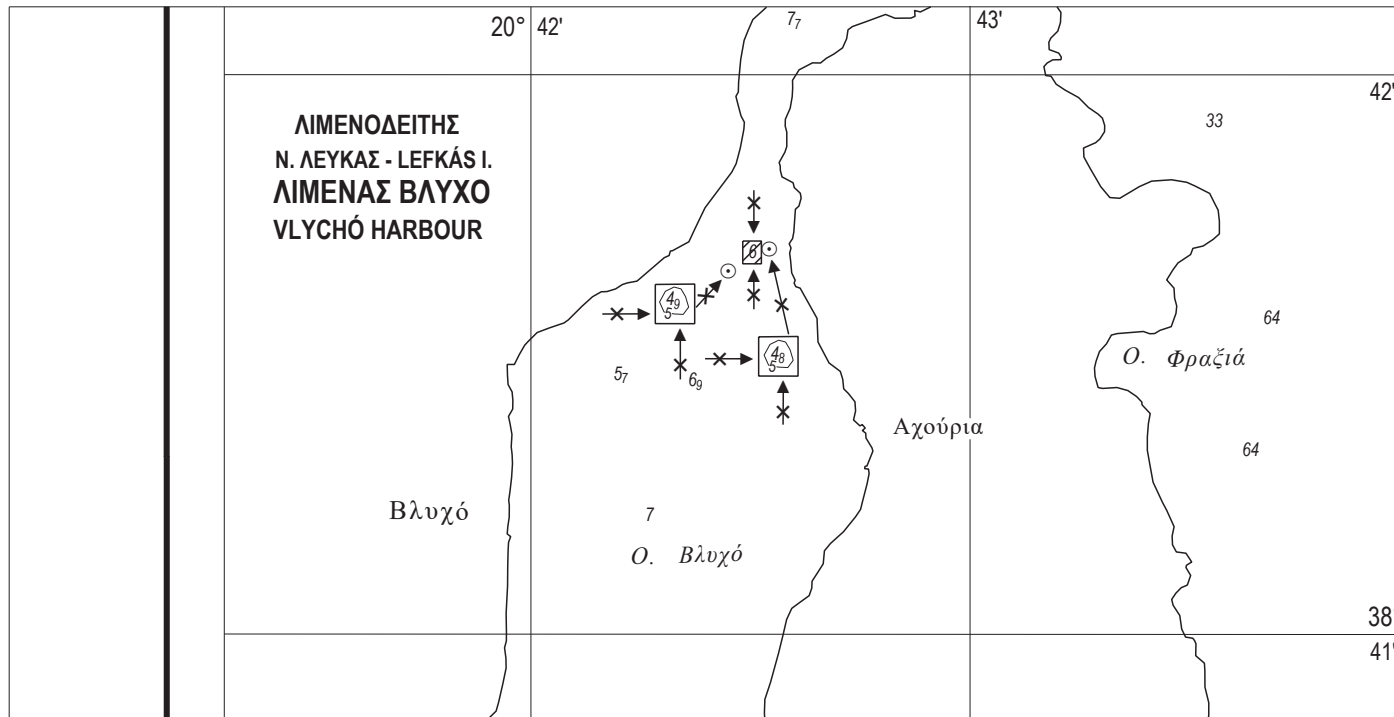 7₇
20° 42'
43'
42'
ΛΙΜΕΝΟΔΕΙΤΗΣ
Ν. ΛΕΥΚΑΣ - LEFKÁS I.
ΛΙΜΕΝΑΣ ΒΛΥΧΟ
VLYCHÓ HARBOUR
33
6
4₉
5
64
4₈
5
Ο. Φραξιά
5₇
6₉
Αχούρια
64
Βλυχό
7
Ο. Βλυχό
38
41'